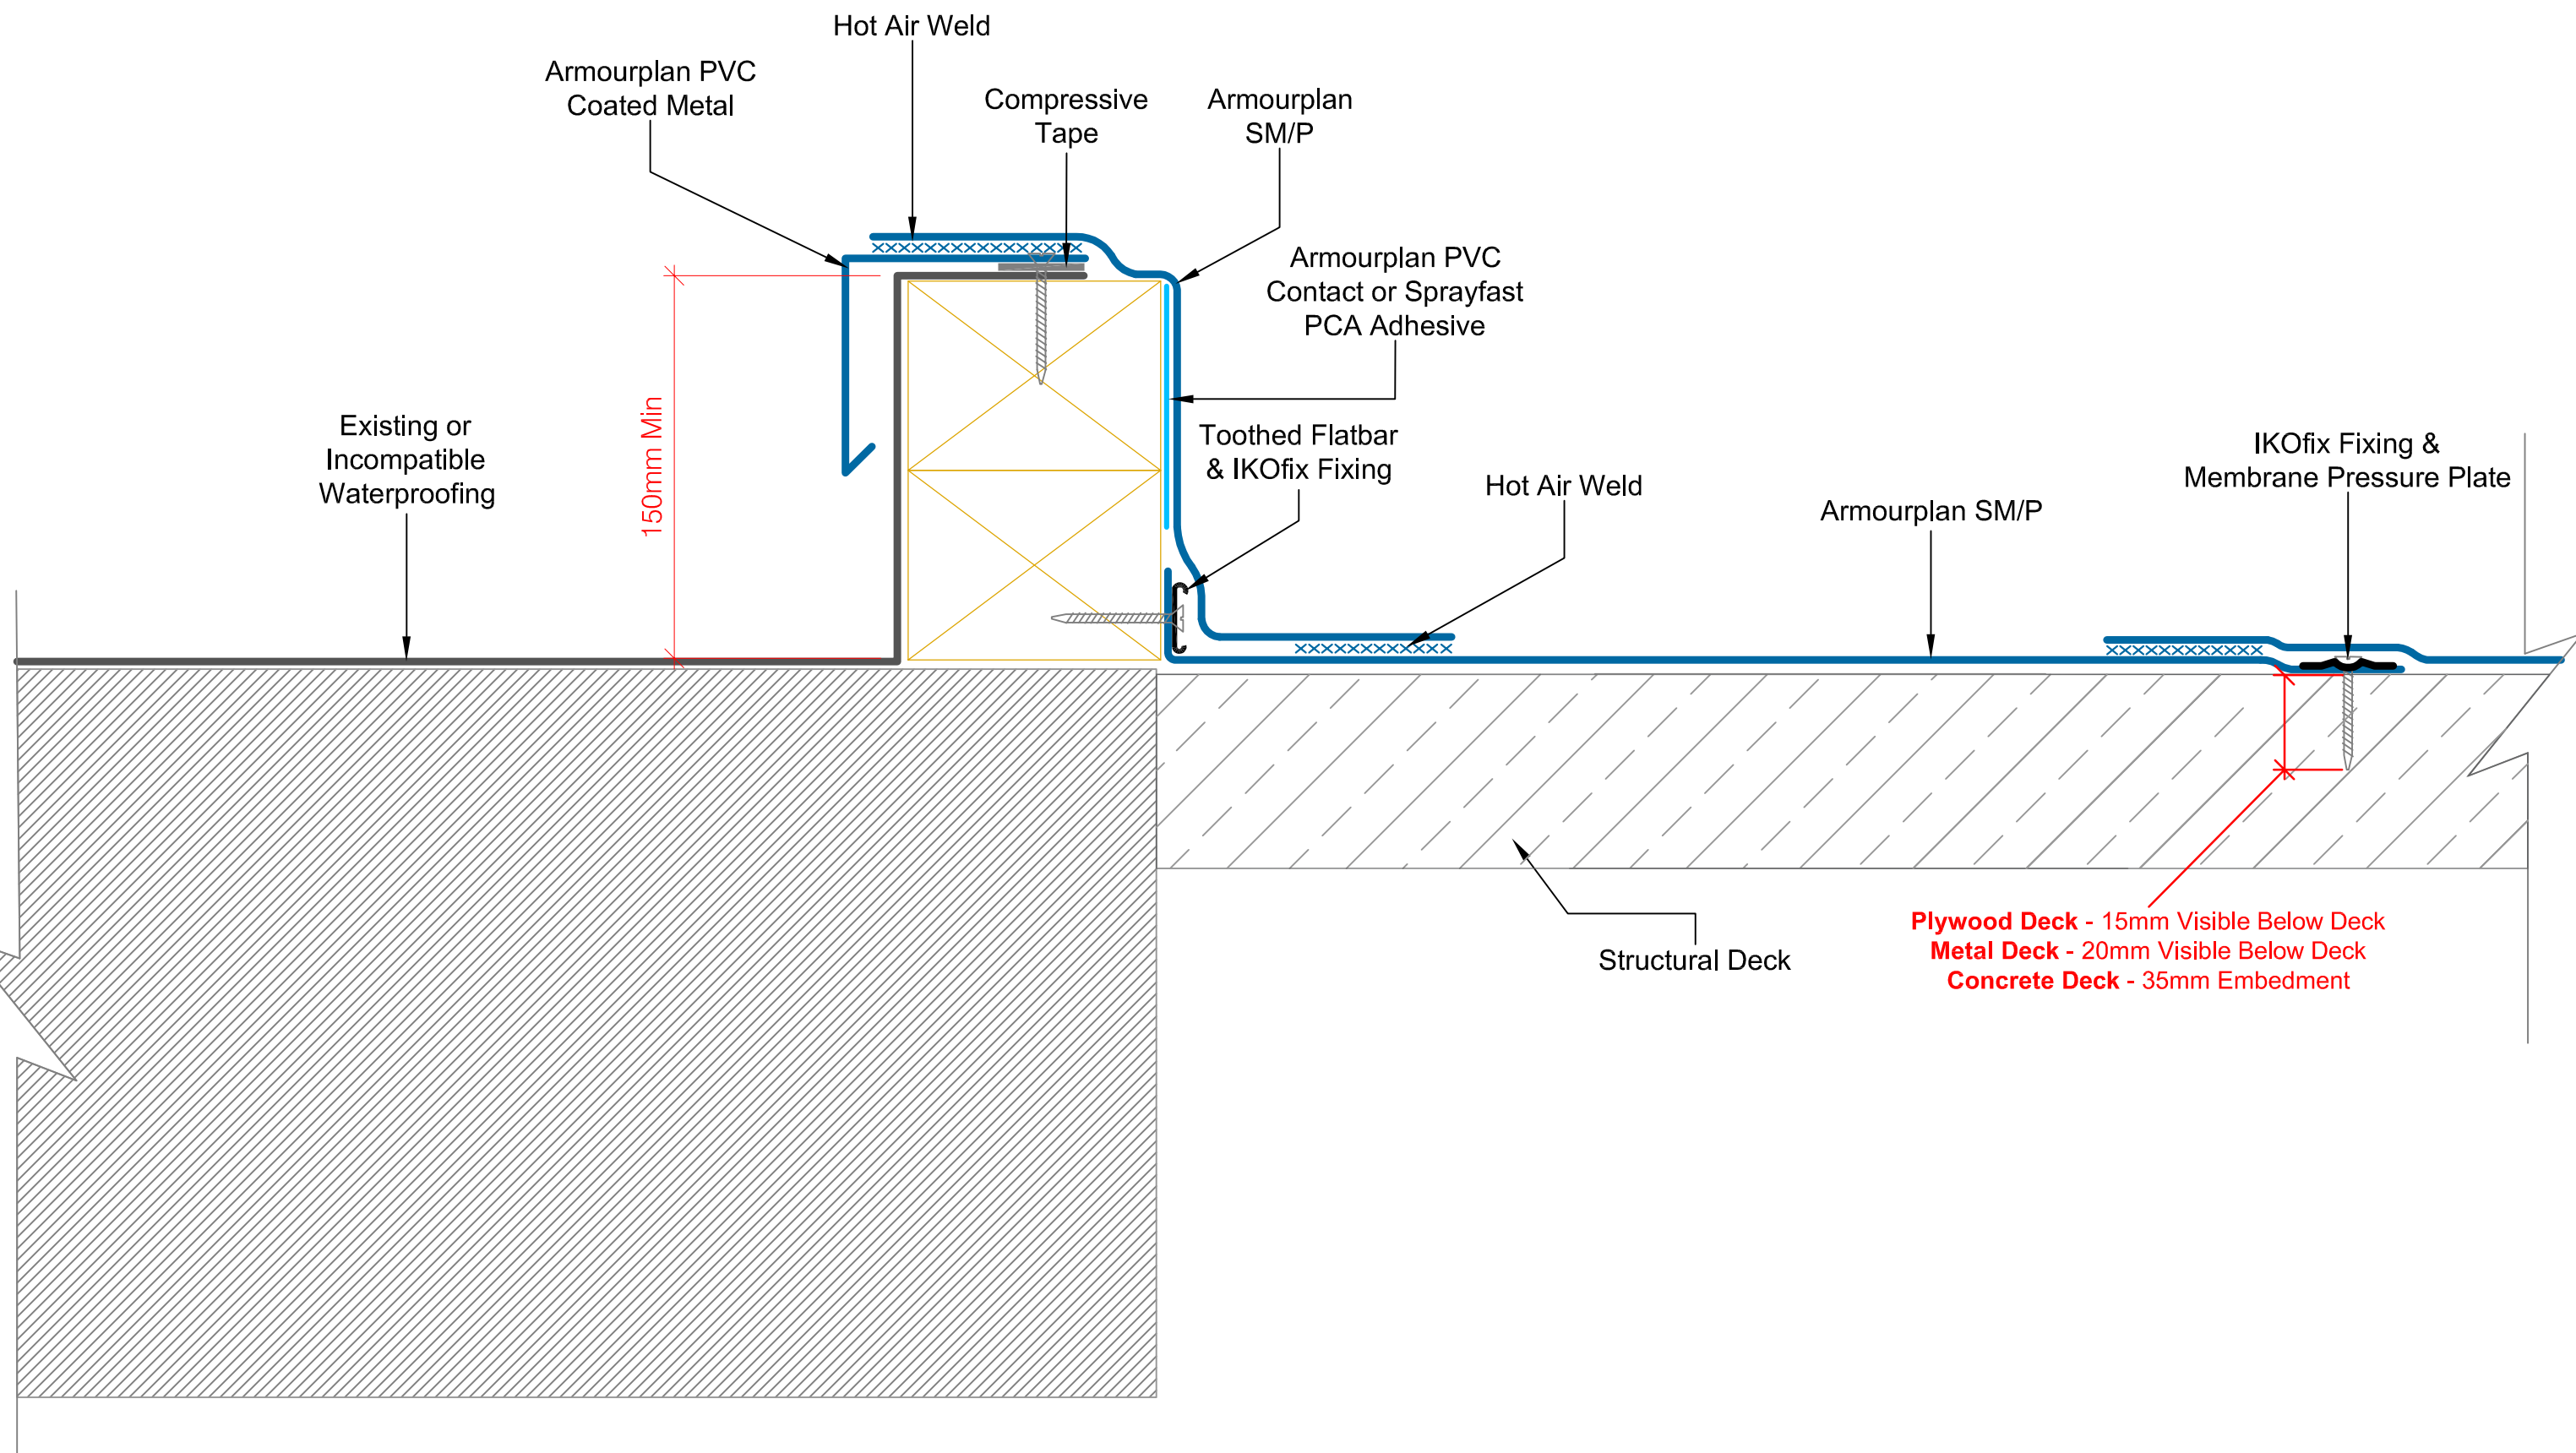 Hot Air Weld
Armourplan PVC
Coated Metal
Compressive
Tape
Armourplan
SM/P
Armourplan PVC
Contact or Sprayfast
PCA Adhesive
150mm Min
Existing or
Incompatible
Waterproofing
Toothed Flatbar
& IKOfix Fixing
Hot Air Weld
Armourplan SM/P
IKOfix Fixing &
Membrane Pressure Plate
Structural Deck
Plywood Deck - 15mm Visible Below Deck
Metal Deck - 20mm Visible Below Deck
Concrete Deck - 35mm Embedment